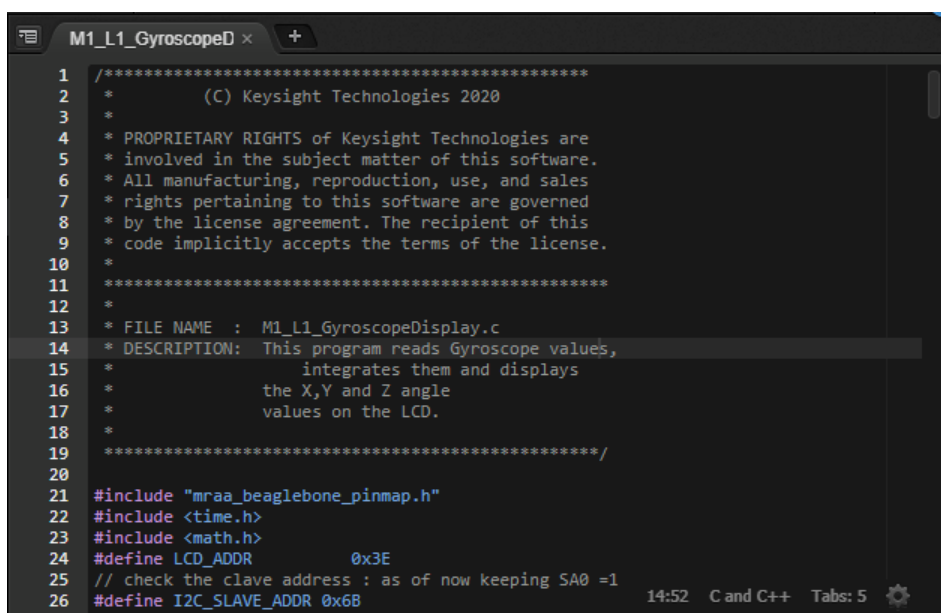 M1_L1_GyroscopeD × +
1 /*************************************************
2 * (C) Keysight Technologies 2020
3 *
4 * PROPRIETARY RIGHTS of Keysight Technologies are
5 * involved in the subject matter of this software.
6 * All manufacturing, reproduction, use, and sales
7 * rights pertaining to this software are governed
8 * by the license agreement. The recipient of this
9 * code implicitly accepts the terms of the license.
10 *
11 ***************************************************
12 *
13 * FILE NAME : M1_L1_GyroscopeDisplay.c
14 * DESCRIPTION: This program reads Gyroscope values,
15 * integrates them and displays
16 * the X,Y and Z angle
17 * values on the LCD.
18 *
19 **************************************************/
20
21 #include "mraa_beaglebone_pinmap.h"
22 #include <time.h>
23 #include <math.h>
24 #define LCD_ADDR 0x3E
25 // check the clave address : as of now keeping SA0 =1
26 #define I2C_SLAVE_ADDR 0x6B
14:52 C and C++ Tabs: 5